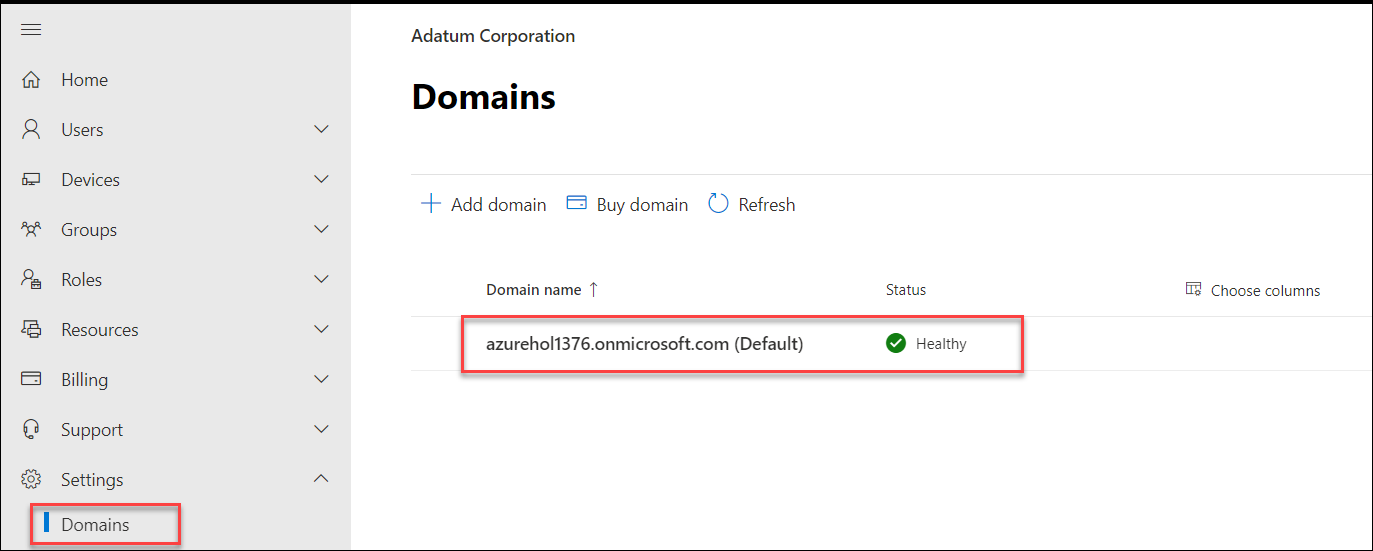 Adatum Corporation
Home
Users
Devices
Groups
Roles
Resources
Billing
Support
Settings
Domains
Domains
Add domain Buy domain Refresh
Domain name ↑ Status Choose columns
azurehol1376.onmicrosoft.com (Default) Healthy